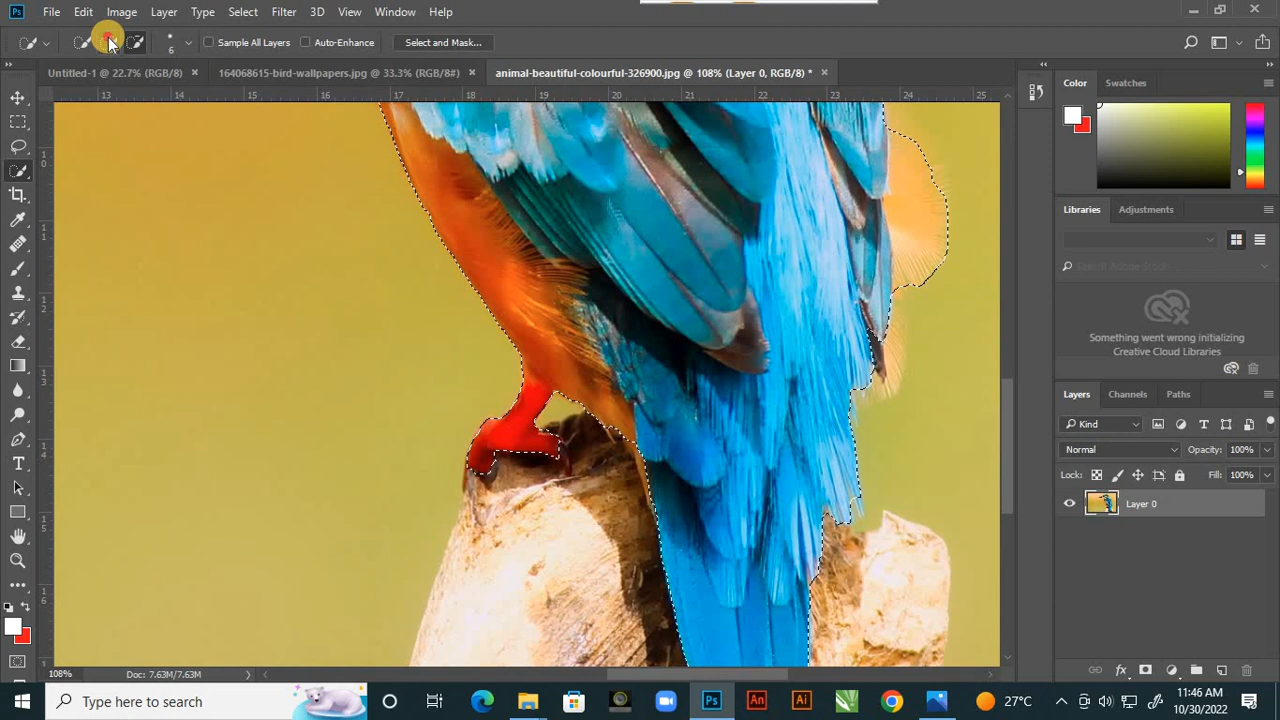 Ps File Edit Image Layer Type Select Filter 3D View Window Help
6 Sample All Layers Auto-Enhance Select and Mask...
Untitled-1 @ 22.7% (RGB/8) × 164068615-bird-wallpapers.jpg @ 33.3% (RGB/8#) × animal-beautiful-colourful-326900.jpg @ 108% (Layer 0, RGB/8) * ×
13 14 15 16 17 18 19 20 21 22 23 24 25
Color Swatches
Libraries Adjustments
Something went wrong initializing
Creative Cloud Libraries
Layers Channels Paths
Kind
Normal Opacity: 100%
Lock: Fill: 100%
Layer 0
108% Doc: 7.63M/7.63M
Type here to search
Ps An Ai
27°C
11:46 AM
10/30/2022